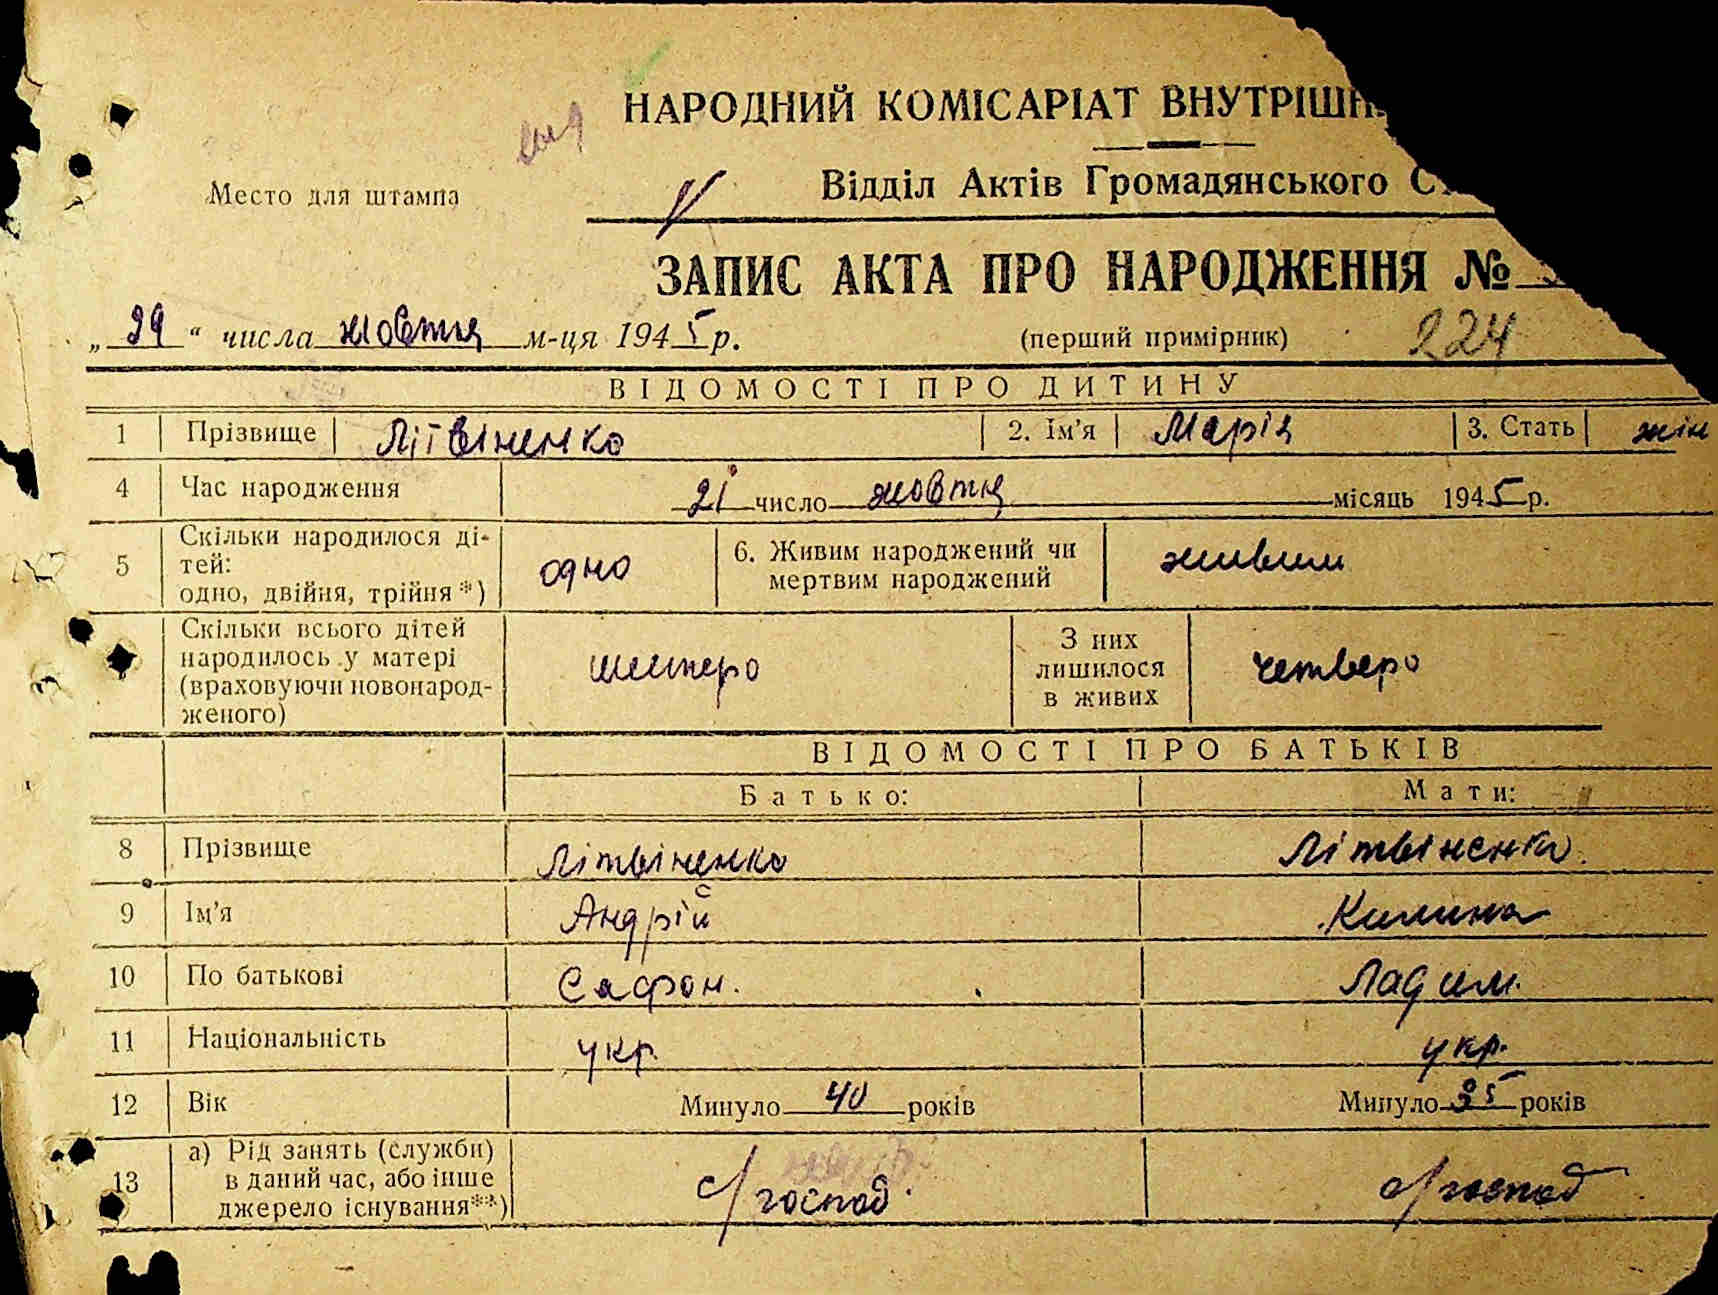 НАРОДНИЙ КОМІСАРІАТ ВНУТРІШН
Место для штампа
Відділ Актів Громадянського С
ЗАПИС АКТА ПРО НАРОДЖЕННЯ №
„29“ числа жовтня м-ця 1945 р.
(перший примірник) 224
ВІДОМОСТІ ПРО ДИТИНУ
1 Прізвище Літвіненко 2. Ім'я Марія 3. Стать жін
4 Час народження 21 число жовтня місяць 1945 р.
5 Скільки народилося ді-
тей:
одно, двійня, трійня*) одно
6. Живим народжений чи
мертвим народжений живим
Скільки всього дітей
народилось у матері
(враховуючи новонарод-
женого) шестеро
З них
лишилося
в живих четверо
ВІДОМОСТІ ПРО БАТЬКІВ
Батько: Мати:
8 Прізвище Літвіненко Літвіненко
9 Ім'я Андрій Килина
10 По батькові Сафон. Ладим.
11 Національність укр. укр.
12 Вік Минуло 40 років Минуло 35 років
13 а) Рід занять (служби)
в даний час, або інше
джерело існування**) с/господ. с/господ